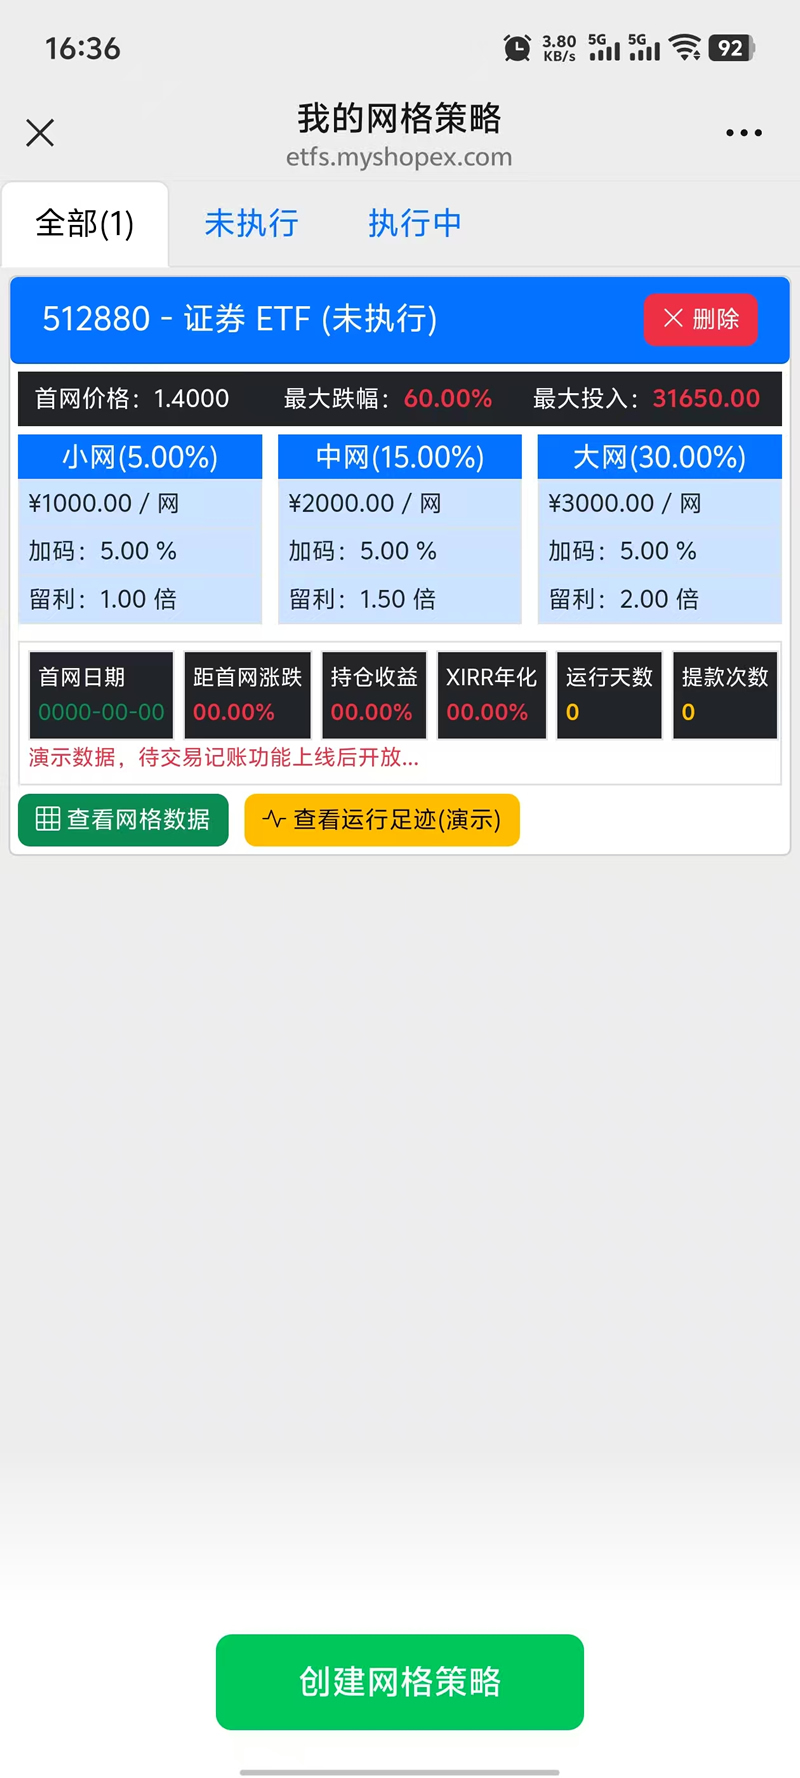 16:36 3.80 KB/s 5G 5G 92
我的网格策略
etfs.myshopex.com
全部(1) 未执行 执行中
512880 - 证券 ETF (未执行) 删除
首网价格：1.4000 最大跌幅：60.00% 最大投入：31650.00
小网(5.00%) 中网(15.00%) 大网(30.00%)
¥1000.00 / 网 ¥2000.00 / 网 ¥3000.00 / 网
加码：5.00 % 加码：5.00 % 加码：5.00 %
留利：1.00 倍 留利：1.50 倍 留利：2.00 倍
首网日期 距首网涨跌 持仓收益 XIRR年化 运行天数 提款次数
0000-00-00 00.00% 00.00% 00.00% 0 0
演示数据，待交易记账功能上线后开放...
查看网格数据 查看运行足迹(演示)
创建网格策略